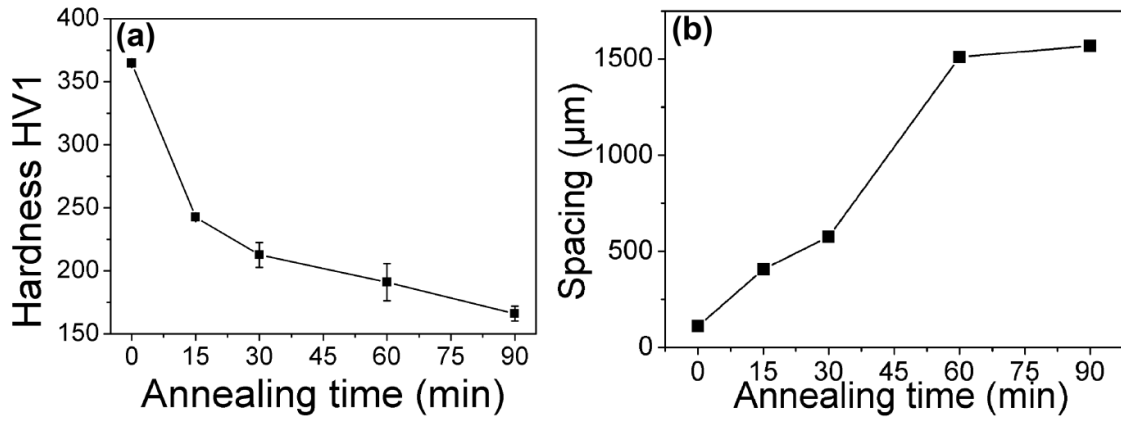 (a)
Hardness HV1
400
350
300
250
200
150
0 15 30 45 60 75 90
Annealing time (min)
(b)
Spacing (µm)
1500
1000
500
0
0 15 30 45 60 75 90
Annealing time (min)